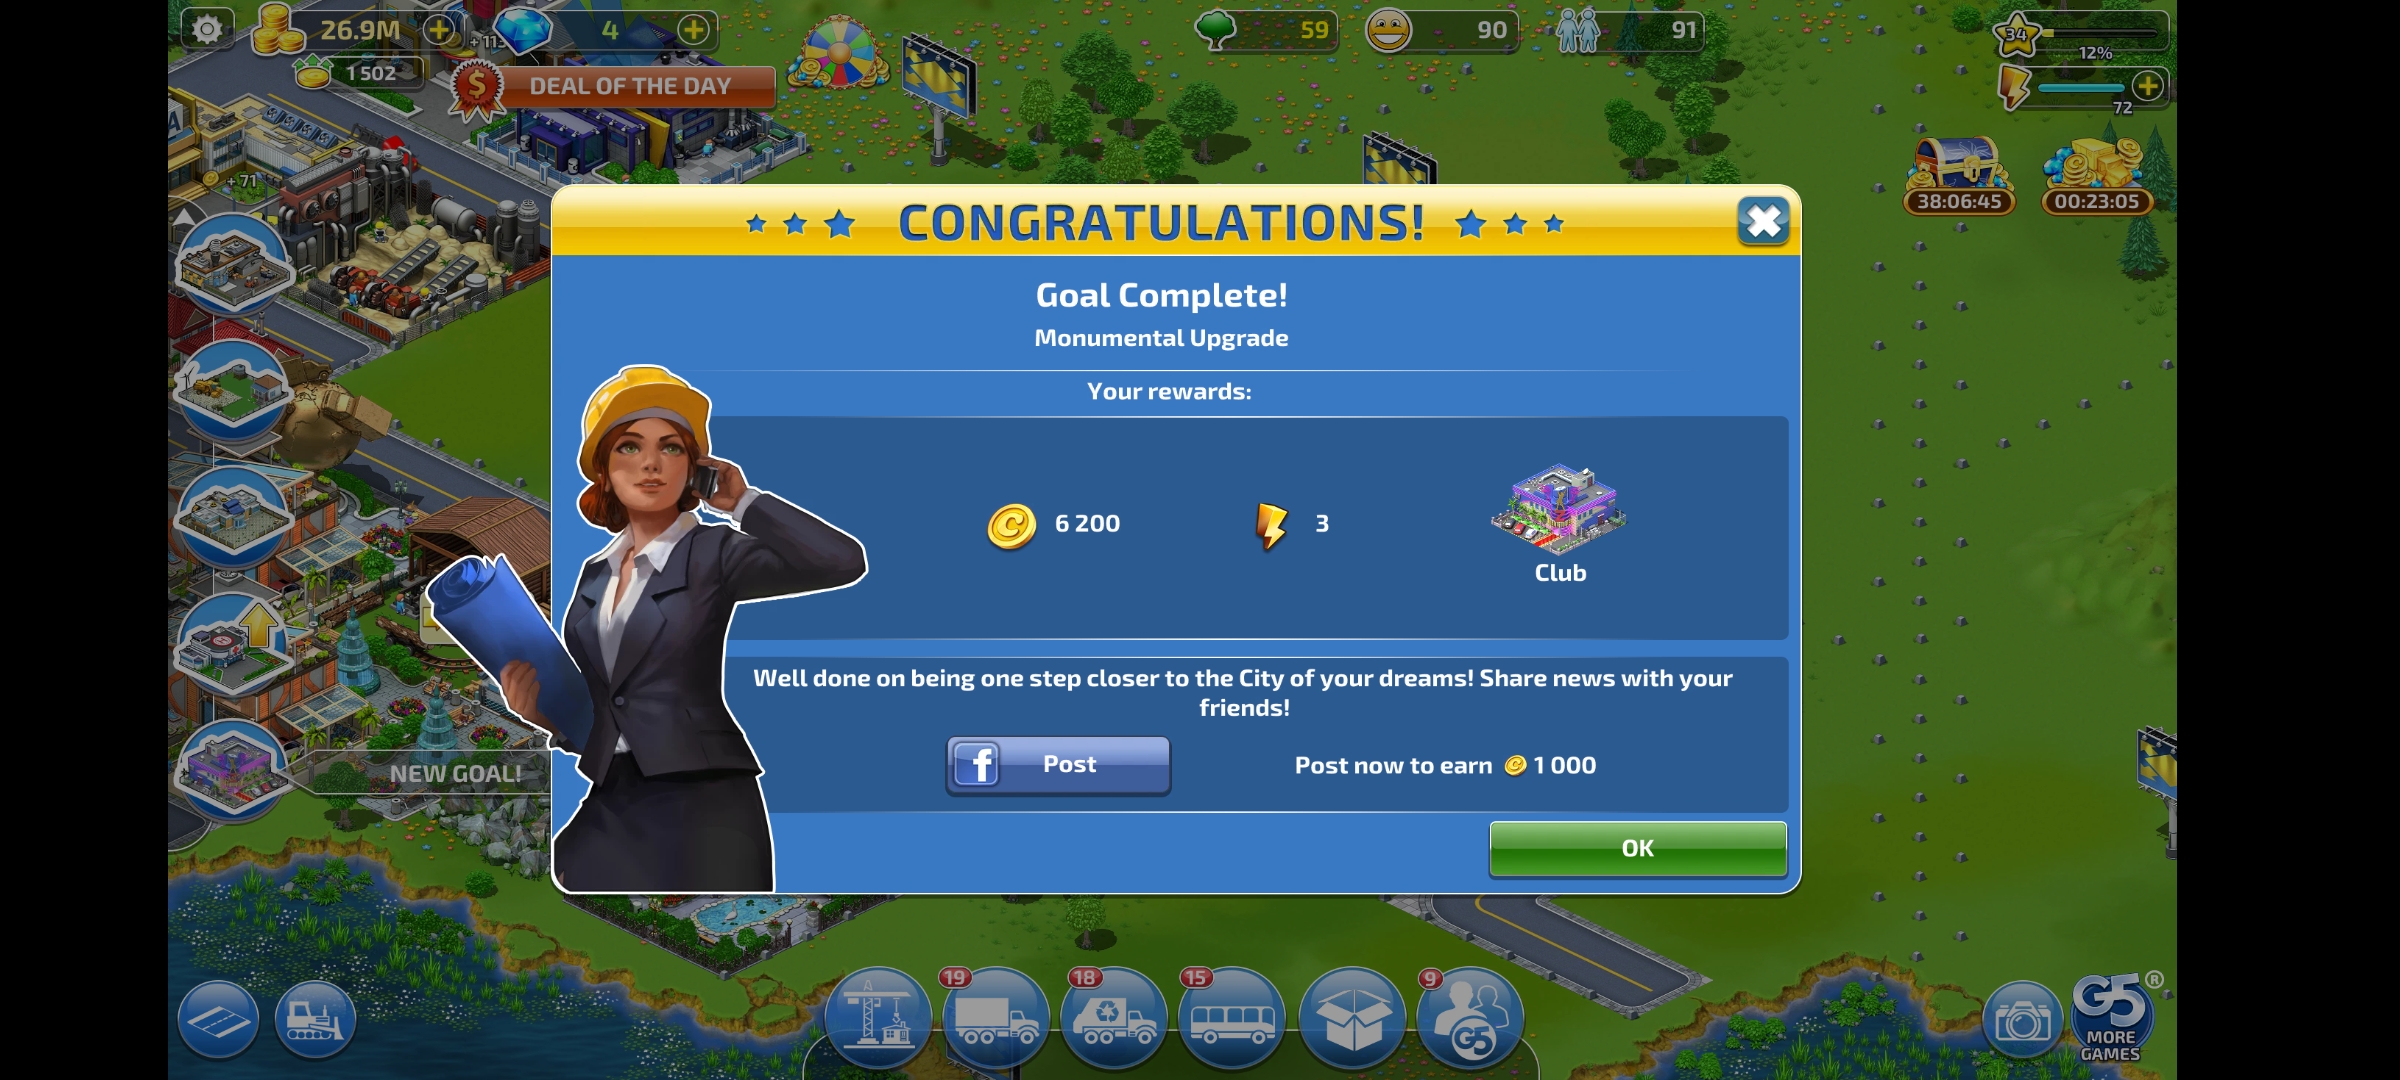 26.9M
4
59
90
91
34
12%
+113
1 502
DEAL OF THE DAY
72
+71
38:06:45
00:23:05
CONGRATULATIONS!
Goal Complete!
Monumental Upgrade
Your rewards:
6 200
3
Club
Well done on being one step closer to the City of your dreams! Share news with your
friends!
Post
Post now to earn 1 000
NEW GOAL!
OK
19
18
15
9
G5
G5®
MORE
GAMES